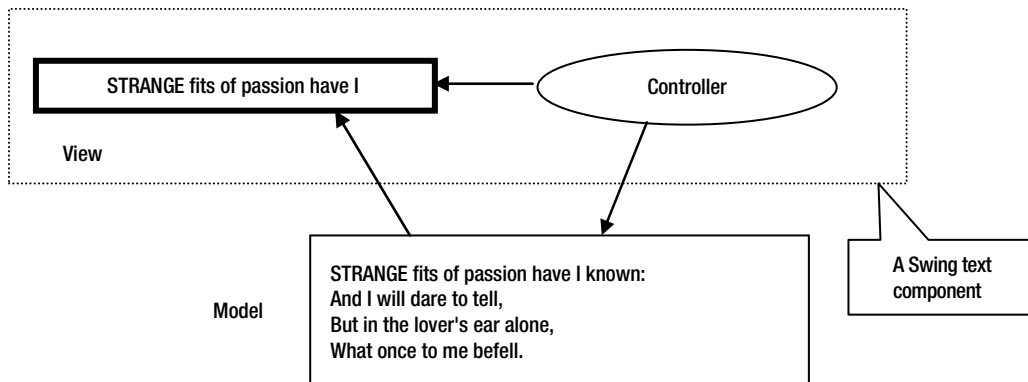 STRANGE fits of passion have I
Controller
View
A Swing text
component
Model
STRANGE fits of passion have I known:
And I will dare to tell,
But in the lover's ear alone,
What once to me befell.